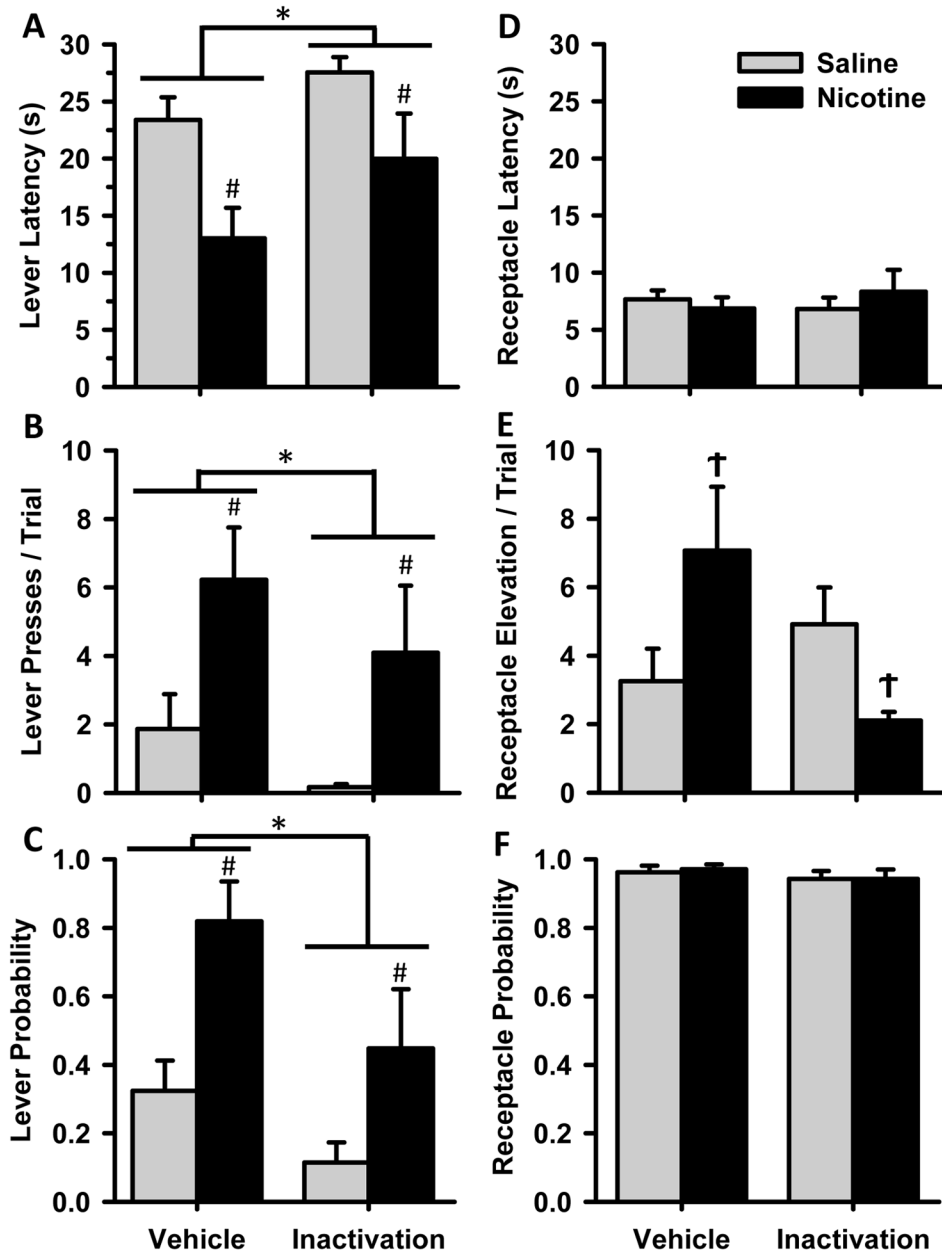 A
*
Lever Latency (s)
30
25
20
15
10
5
0
#
#
D
Receptacle Latency (s)
30
25
20
15
10
5
0
Saline
Nicotine
B
*
Lever Presses / Trial
10
8
6
4
2
0
#
#
E
Receptacle Elevation / Trial
10
8
6
4
2
0
†
†
C
*
Lever Probability
1.0
0.8
0.6
0.4
0.2
0.0
#
#
Vehicle
Inactivation
F
Receptacle Probability
1.0
0.8
0.6
0.4
0.2
0.0
Vehicle
Inactivation